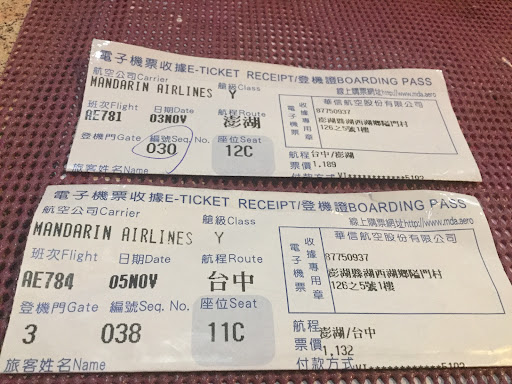 電子機票收據E-TICKET RECEIPT/登機證BOARDING PASS
航空公司Carrier 艙級Class 線上購票網址http://www.mda.aero
MANDARIN AIRLINES Y
班次Flight 日期Date 航程Route
AE781 03NOV 澎湖
登機門Gate 編號Seq. No. 座位Seat
030 12C
旅客姓名Name
電子機票 收據專用章
華信航空股份有限公司
87750937
澎湖縣湖西鄉隘門村
126之5號1樓
航程 台中/澎湖
票價 1,189
電子機票收據E-TICKET RECEIPT/登機證BOARDING PASS
航空公司Carrier 艙級Class 線上購票網址http://www.mda.aero
MANDARIN AIRLINES Y
班次Flight 日期Date 航程Route
AE784 05NOV 台中
登機門Gate 編號Seq. No. 座位Seat
3 038 11C
旅客姓名Name
電子機票 收據專用章
華信航空股份有限公司
87750937
澎湖縣湖西鄉隘門村
126之5號1樓
航程 澎湖/台中
票價 1,132
付款方式